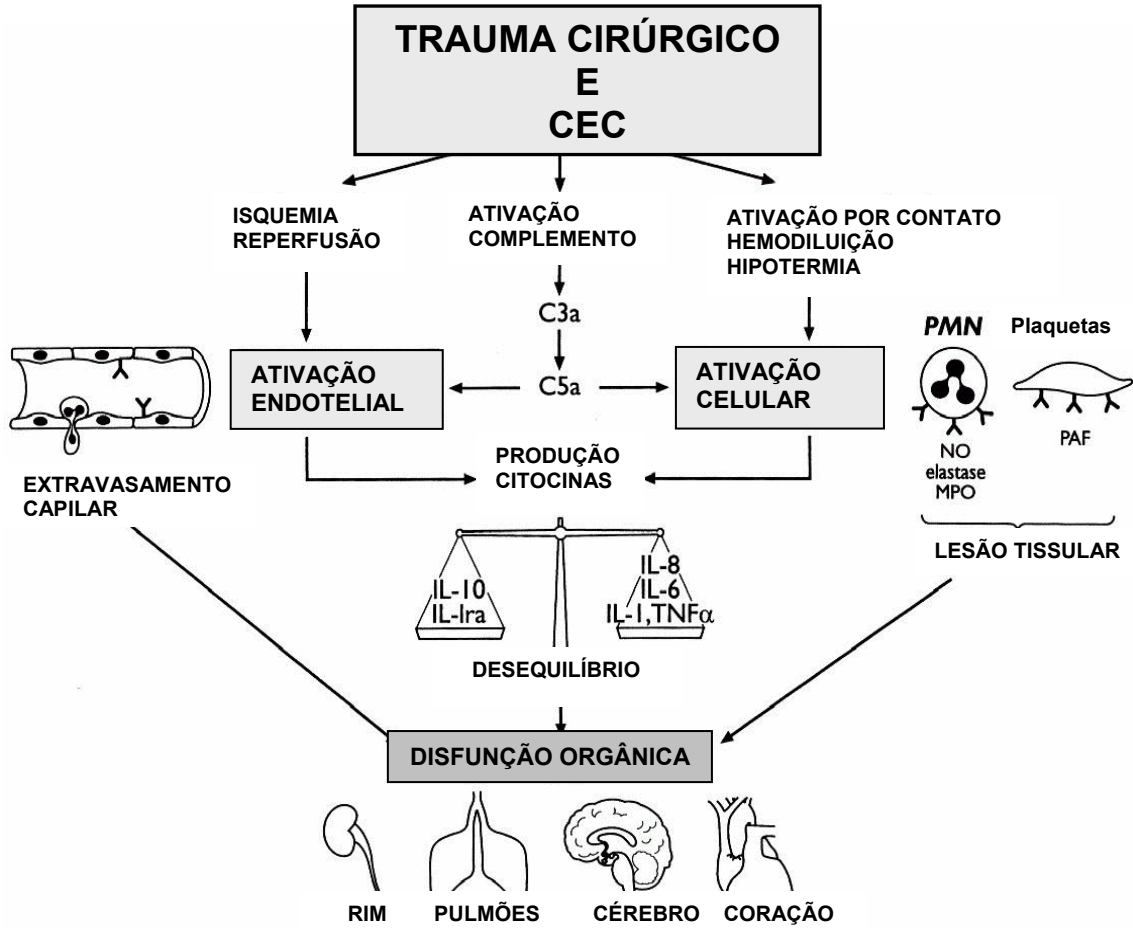 TRAUMA CIRÚRGICO
E
CEC
ISQUEMIA
REPERFUSÃO
ATIVAÇÃO
COMPLEMENTO
ATIVAÇÃO POR CONTATO
HEMODILUIÇÃO
HIPOTERMIA
C3a
C5a
ATIVAÇÃO
ENDOTELIAL
ATIVAÇÃO
CELULAR
PMN
Plaquetas
NO
elastase
MPO
PAF
EXTRAVASAMENTO
CAPILAR
PRODUÇÃO
CITOCINAS
LESÃO TISSULAR
IL-10
IL-Ira
IL-8
IL-6
IL-I,TNFα
DESEQUILÍBRIO
DISFUNÇÃO ORGÂNICA
RIM
PULMÕES
CÉREBRO
CORAÇÃO